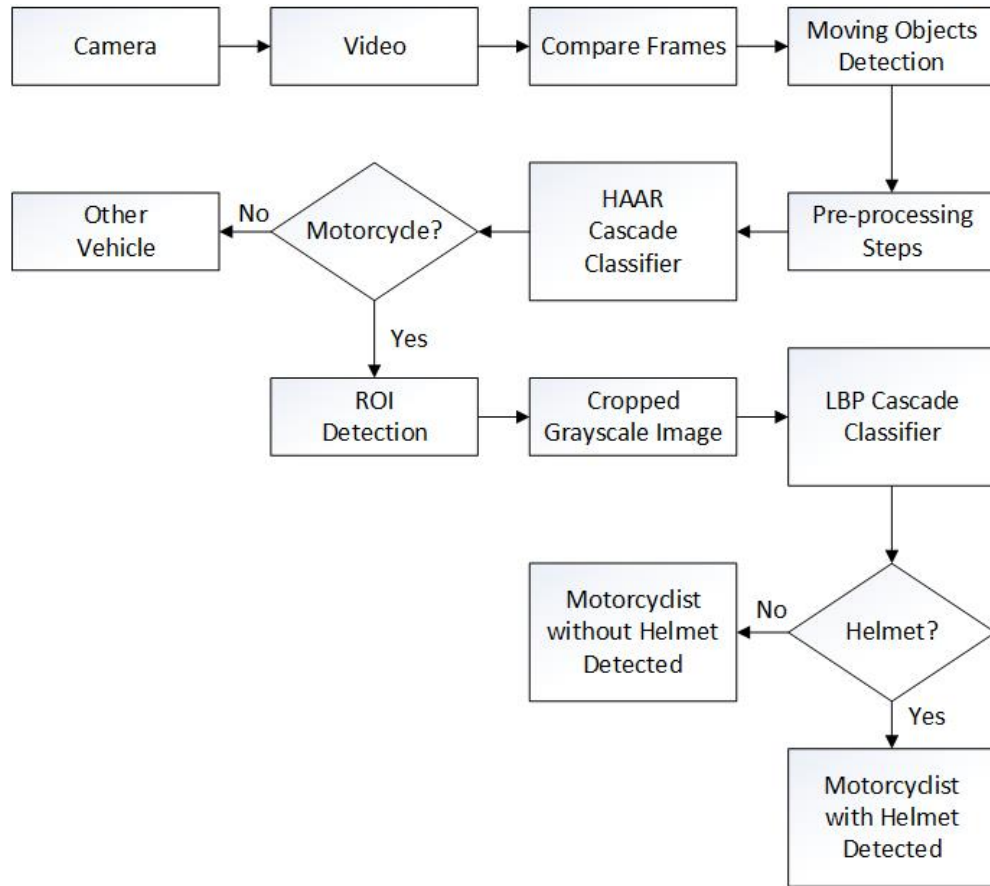 Camera
Video
Compare Frames
Moving Objects
Detection
Other
Vehicle
No
Motorcycle?
HAAR
Cascade
Classifier
Pre-processing
Steps
Yes
ROI
Detection
Cropped
Grayscale Image
LBP Cascade
Classifier
Motorcyclist
without Helmet
Detected
No
Helmet?
Yes
Motorcyclist
with Helmet
Detected